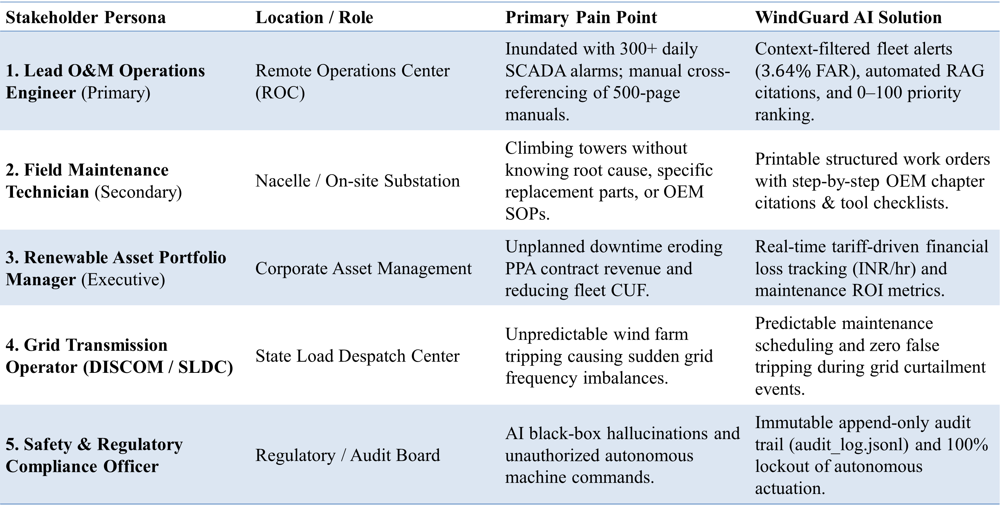 Stakeholder Persona
Location / Role
Primary Pain Point
WindGuard AI Solution
1. Lead O&M Operations
Engineer (Primary)
Remote Operations Center
(ROC)
Inundated with 300+ daily
SCADA alarms; manual cross-
referencing of 500-page
manuals.
Context-filtered fleet alerts
(3.64% FAR), automated RAG
citations, and 0–100 priority
ranking.
2. Field Maintenance
Technician (Secondary)
Nacelle / On-site Substation
Climbing towers without
knowing root cause, specific
replacement parts, or OEM
SOPs.
Printable structured work orders
with step-by-step OEM chapter
citations & tool checklists.
3. Renewable Asset Portfolio
Manager (Executive)
Corporate Asset Management
Unplanned downtime eroding
PPA contract revenue and
reducing fleet CUF.
Real-time tariff-driven financial
loss tracking (INR/hr) and
maintenance ROI metrics.
4. Grid Transmission
Operator (DISCOM / SLDC)
State Load Despatch Center
Unpredictable wind farm
tripping causing sudden grid
frequency imbalances.
Predictable maintenance
scheduling and zero false
tripping during grid curtailment
events.
5. Safety & Regulatory
Compliance Officer
Regulatory / Audit Board
AI black-box hallucinations and
unauthorized autonomous
machine commands.
Immutable append-only audit
trail (audit_log.jsonl) and 100%
lockout of autonomous
actuation.